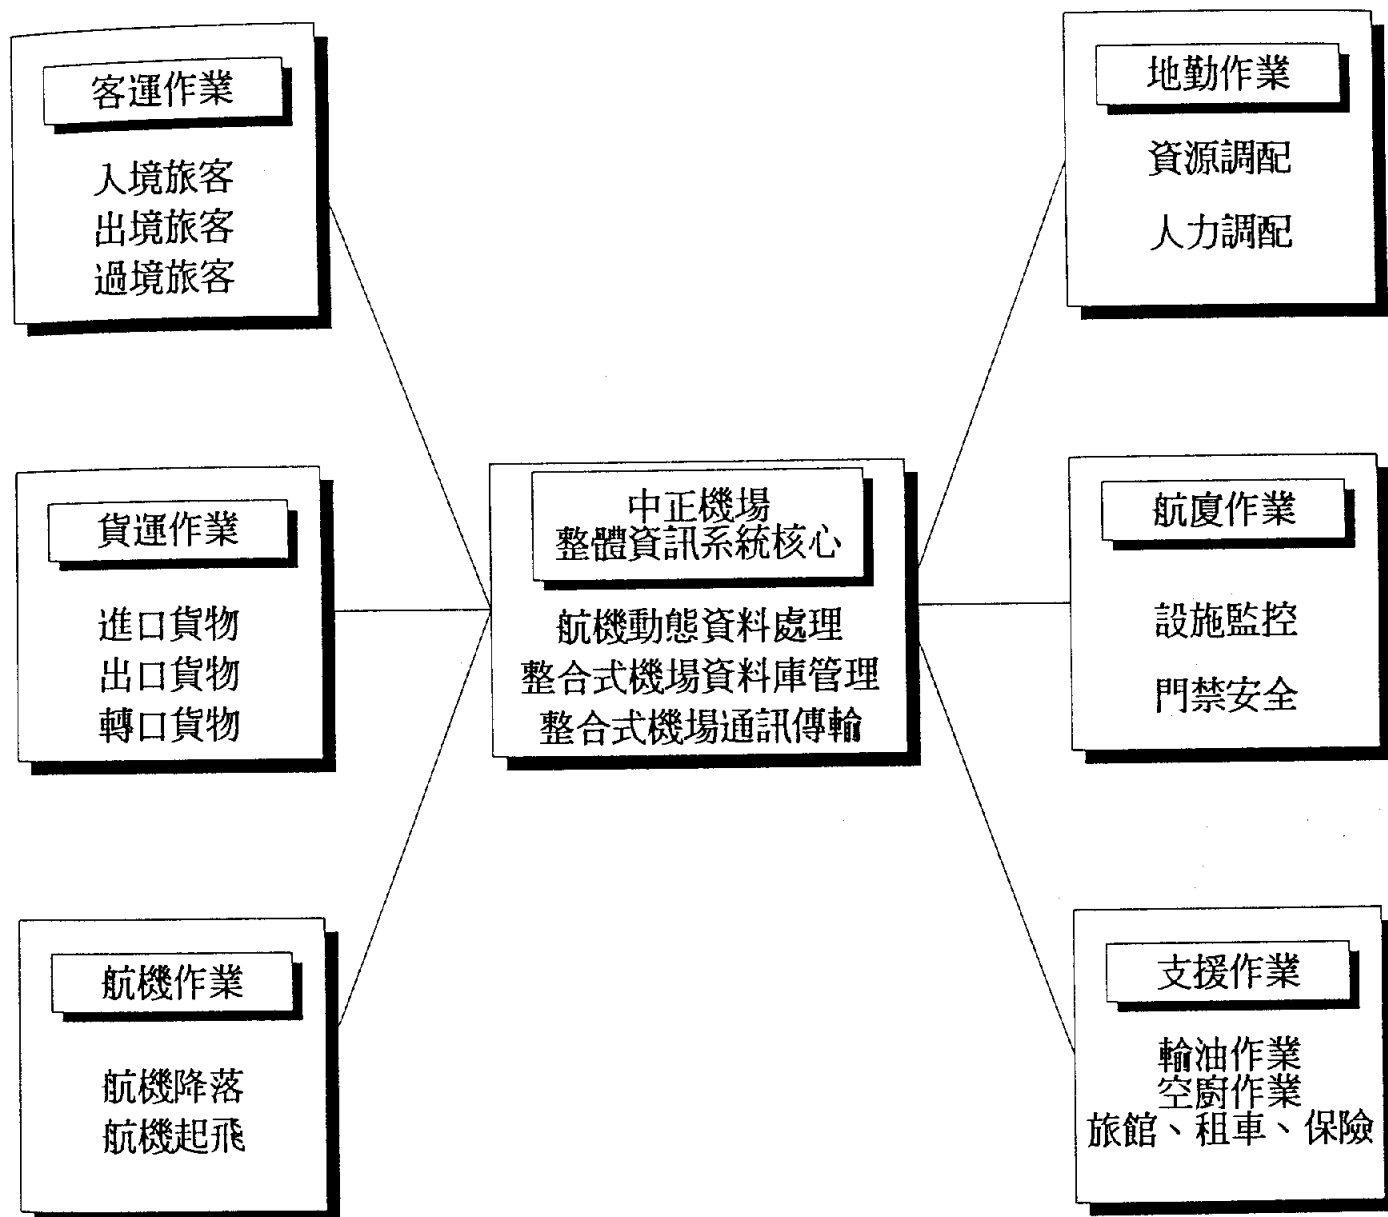 客運作業
入境旅客
出境旅客
過境旅客
貨運作業
進口貨物
出口貨物
轉口貨物
航機作業
航機降落
航機起飛
中正機場
整體資訊系統核心
航機動態資料處理
整合式機場資料庫管理
整合式機場通訊傳輸
地勤作業
資源調配
人力調配
航廈作業
設施監控
門禁安全
支援作業
輸油作業
空廚作業
旅館、租車、保險